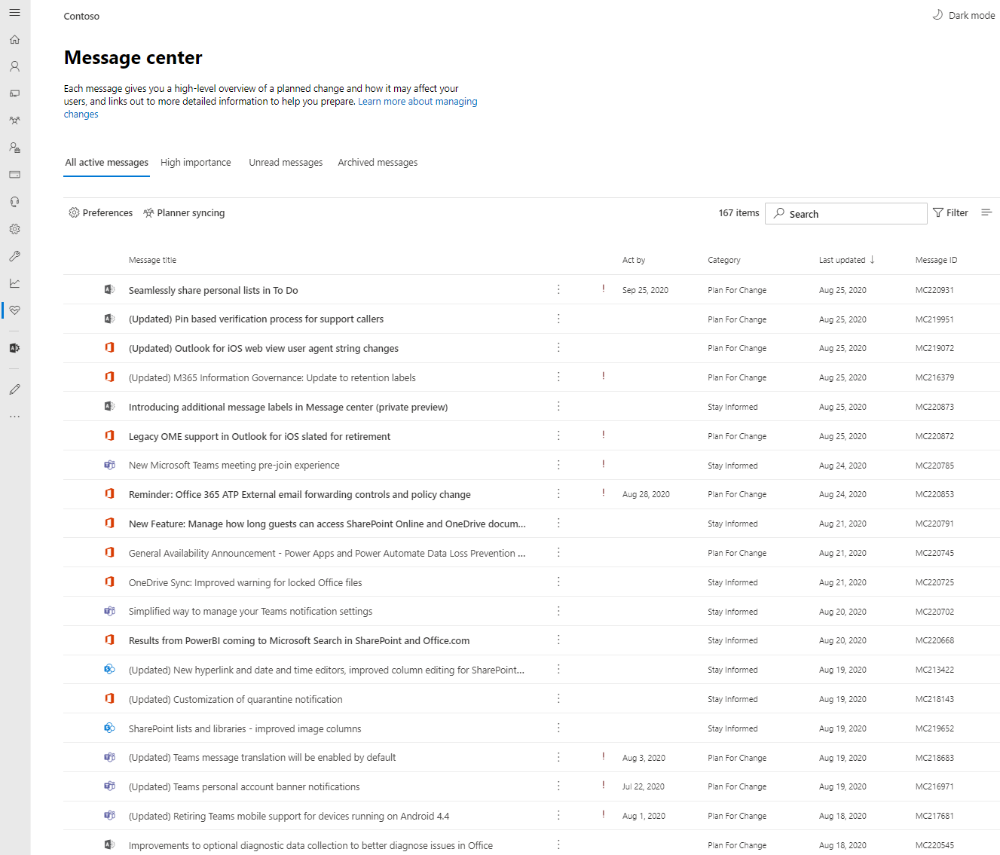 Contoso
Dark mode
Message center
Each message gives you a high-level overview of a planned change and how it may affect your
users, and links out to more detailed information to help you prepare. Learn more about managing
changes
All active messages High importance Unread messages Archived messages
Preferences Planner syncing 167 items Search Filter
Message title Act by Category Last updated ↓ Message ID
Seamlessly share personal lists in To Do ! Sep 25, 2020 Plan For Change Aug 25, 2020 MC220931
(Updated) Pin based verification process for support callers Plan For Change Aug 25, 2020 MC219951
(Updated) Outlook for iOS web view user agent string changes Plan For Change Aug 25, 2020 MC219072
(Updated) M365 Information Governance: Update to retention labels ! Plan For Change Aug 25, 2020 MC216379
Introducing additional message labels in Message center (private preview) Stay Informed Aug 25, 2020 MC220873
Legacy OME support in Outlook for iOS slated for retirement ! Plan For Change Aug 25, 2020 MC220872
New Microsoft Teams meeting pre-join experience ! Stay Informed Aug 24, 2020 MC220785
Reminder: Office 365 ATP External email forwarding controls and policy change ! Aug 28, 2020 Plan For Change Aug 24, 2020 MC220853
New Feature: Manage how long guests can access SharePoint Online and OneDrive docum... Stay Informed Aug 21, 2020 MC220791
General Availability Announcement - Power Apps and Power Automate Data Loss Prevention ... Plan For Change Aug 21, 2020 MC220745
OneDrive Sync: Improved warning for locked Office files Stay Informed Aug 21, 2020 MC220725
Simplified way to manage your Teams notification settings Stay Informed Aug 20, 2020 MC220702
Results from PowerBI coming to Microsoft Search in SharePoint and Office.com Stay Informed Aug 20, 2020 MC220668
(Updated) New hyperlink and date and time editors, improved column editing for SharePoint... Stay Informed Aug 19, 2020 MC213422
(Updated) Customization of quarantine notification Stay Informed Aug 19, 2020 MC218143
SharePoint lists and libraries - improved image columns Stay Informed Aug 19, 2020 MC219652
(Updated) Teams message translation will be enabled by default ! Aug 3, 2020 Plan For Change Aug 19, 2020 MC218683
(Updated) Teams personal account banner notifications ! Jul 22, 2020 Plan For Change Aug 19, 2020 MC216971
(Updated) Retiring Teams mobile support for devices running on Android 4.4 ! Aug 1, 2020 Plan For Change Aug 18, 2020 MC217681
Improvements to optional diagnostic data collection to better diagnose issues in Office Plan For Change Aug 18, 2020 MC220545